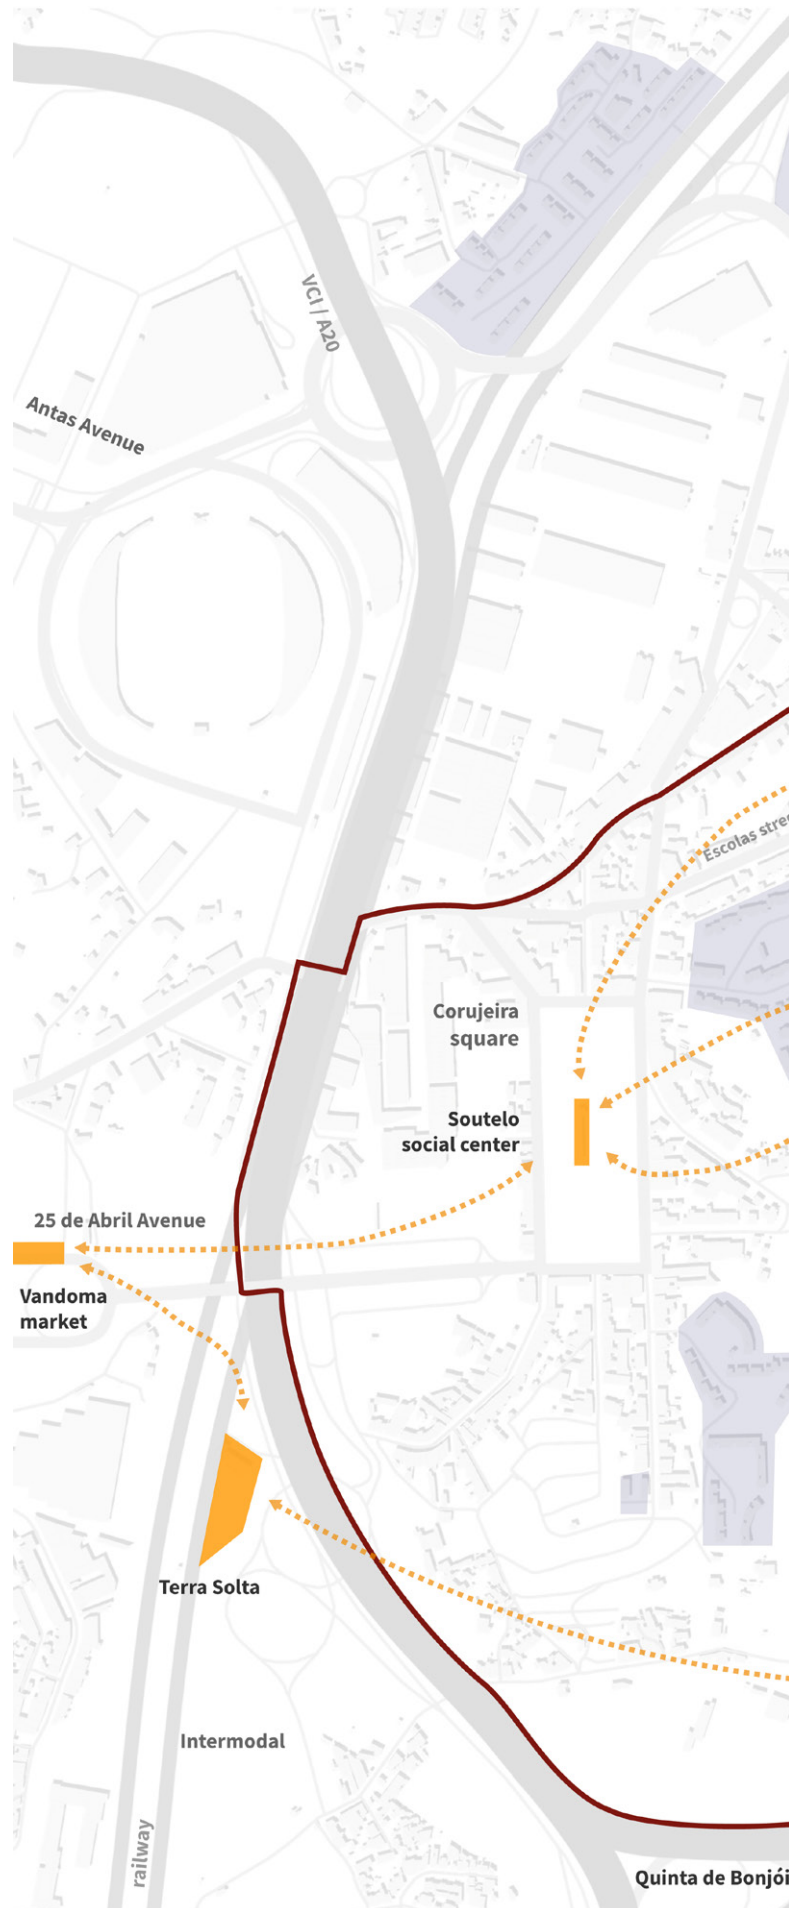 VCI / A20
Antas Avenue
Escolas stree
Corujeira
square
Soutelo
social center
25 de Abril Avenue
Vandoma
market
Terra Solta
Intermodal
railway
Quinta de Bonjói